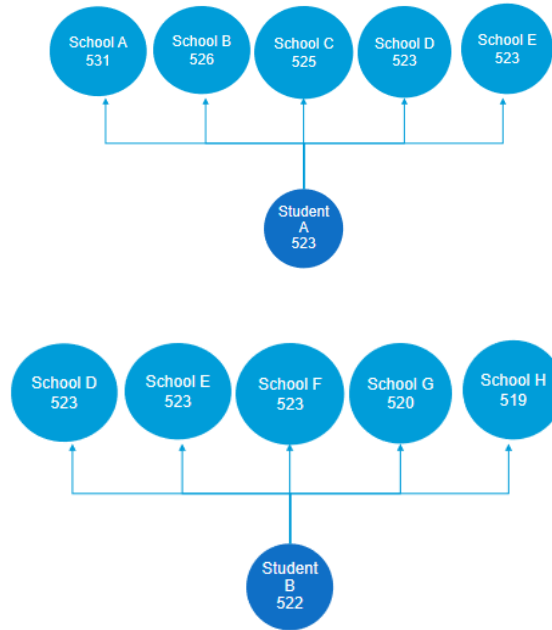 School A
531
School B
526
School C
525
School D
523
School E
523
Student
A
523
School D
523
School E
523
School F
523
School G
520
School H
519
Student
B
522